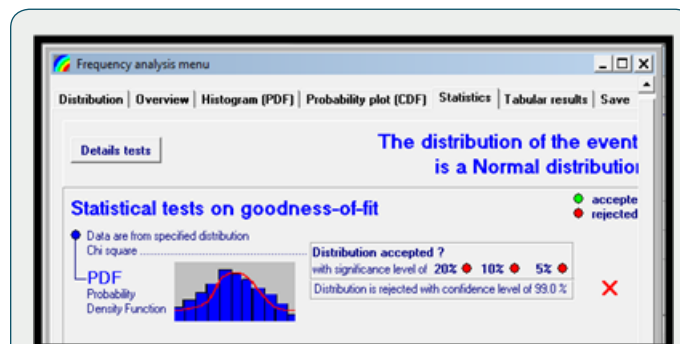 Frequency analysis menu
Distribution | Overview | Histogram (PDF) | Probability plot (CDF) | Statistics | Tabular results | Save
Details tests
The distribution of the event
is a Normal distributio
Statistical tests on goodness-of-fit
accepte
rejected
Data are from specified distribution
Chi square
Distribution accepted ?
with significance level of 20% 10% 5%
Distribution is rejected with confidence level of 99.0 %
PDF
Probability
Density Function